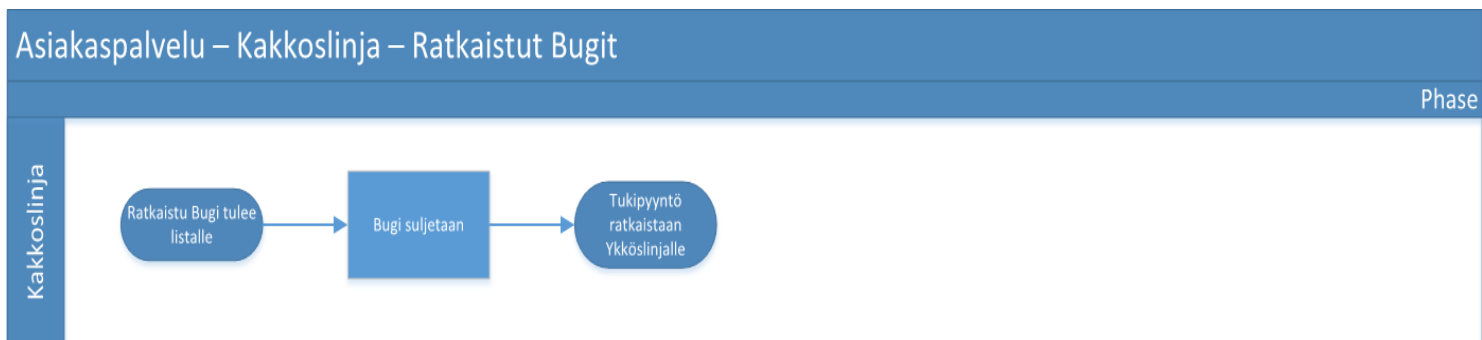 Asiakaspalvelu – Kakkoslinja – Ratkaistut Bugit
Phase
Kakkoslinja
Ratkaistu Bugi tulee
listalle
Bugi suljetaan
Tukipyyntö
ratkaistaan
Ykköslinjalle